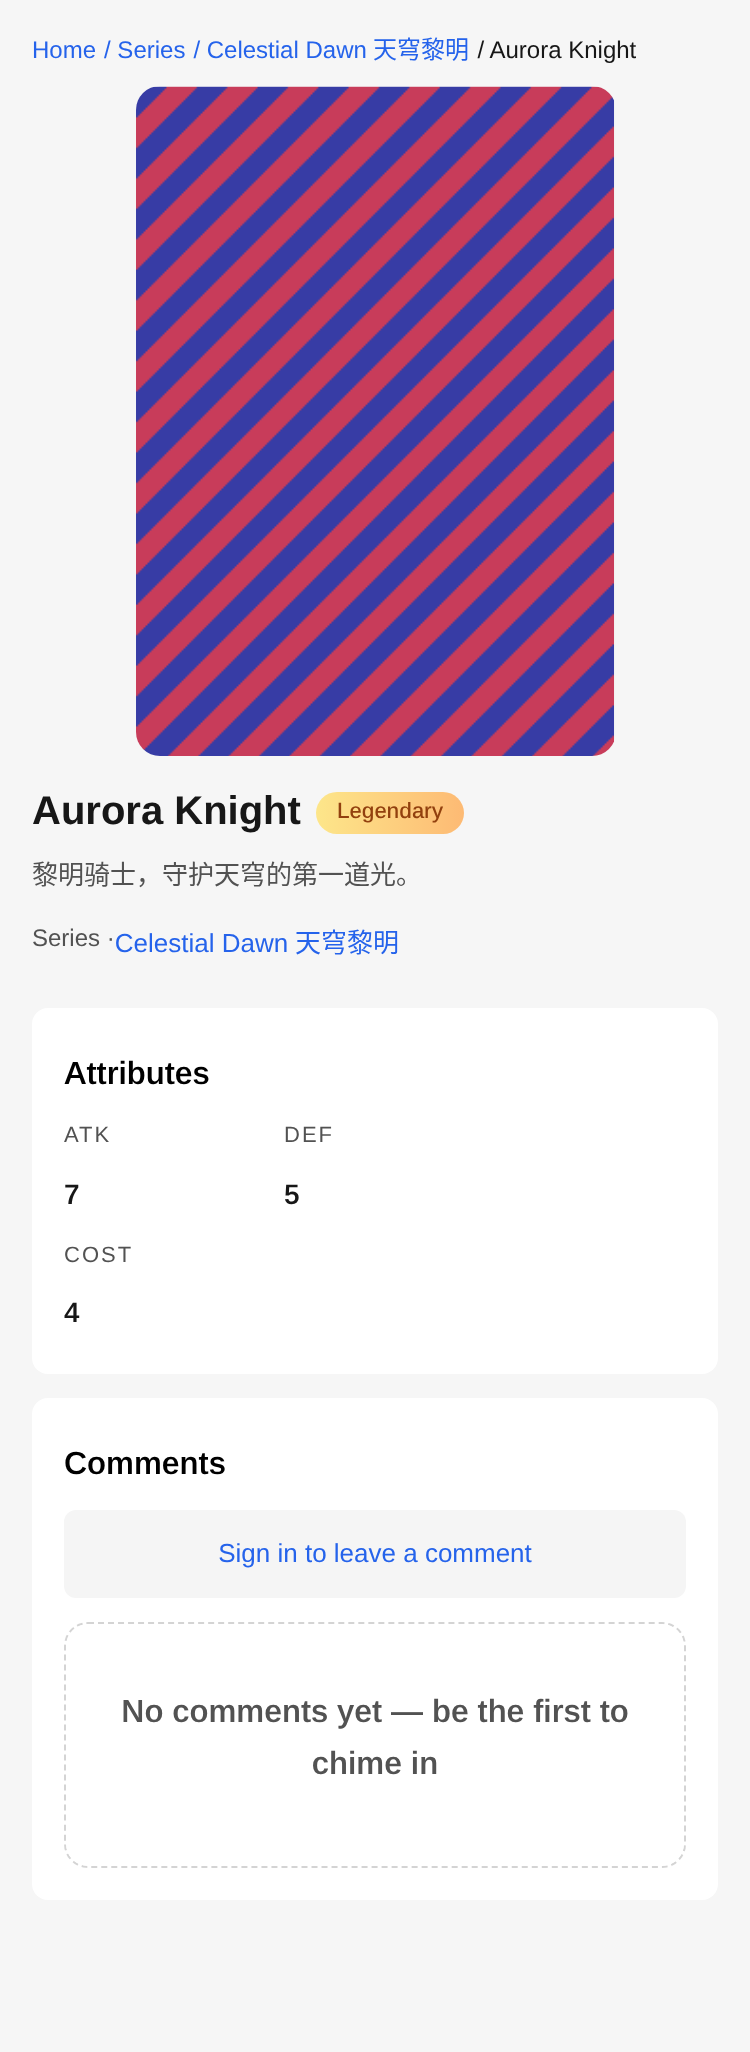 Home / Series / Celestial Dawn 天穹黎明 / Aurora Knight
Aurora Knight Legendary
黎明骑士，守护天穹的第一道光。
Series · Celestial Dawn 天穹黎明
Attributes
ATK DEF
7 5
COST
4
Comments
Sign in to leave a comment
No comments yet — be the first to
chime in